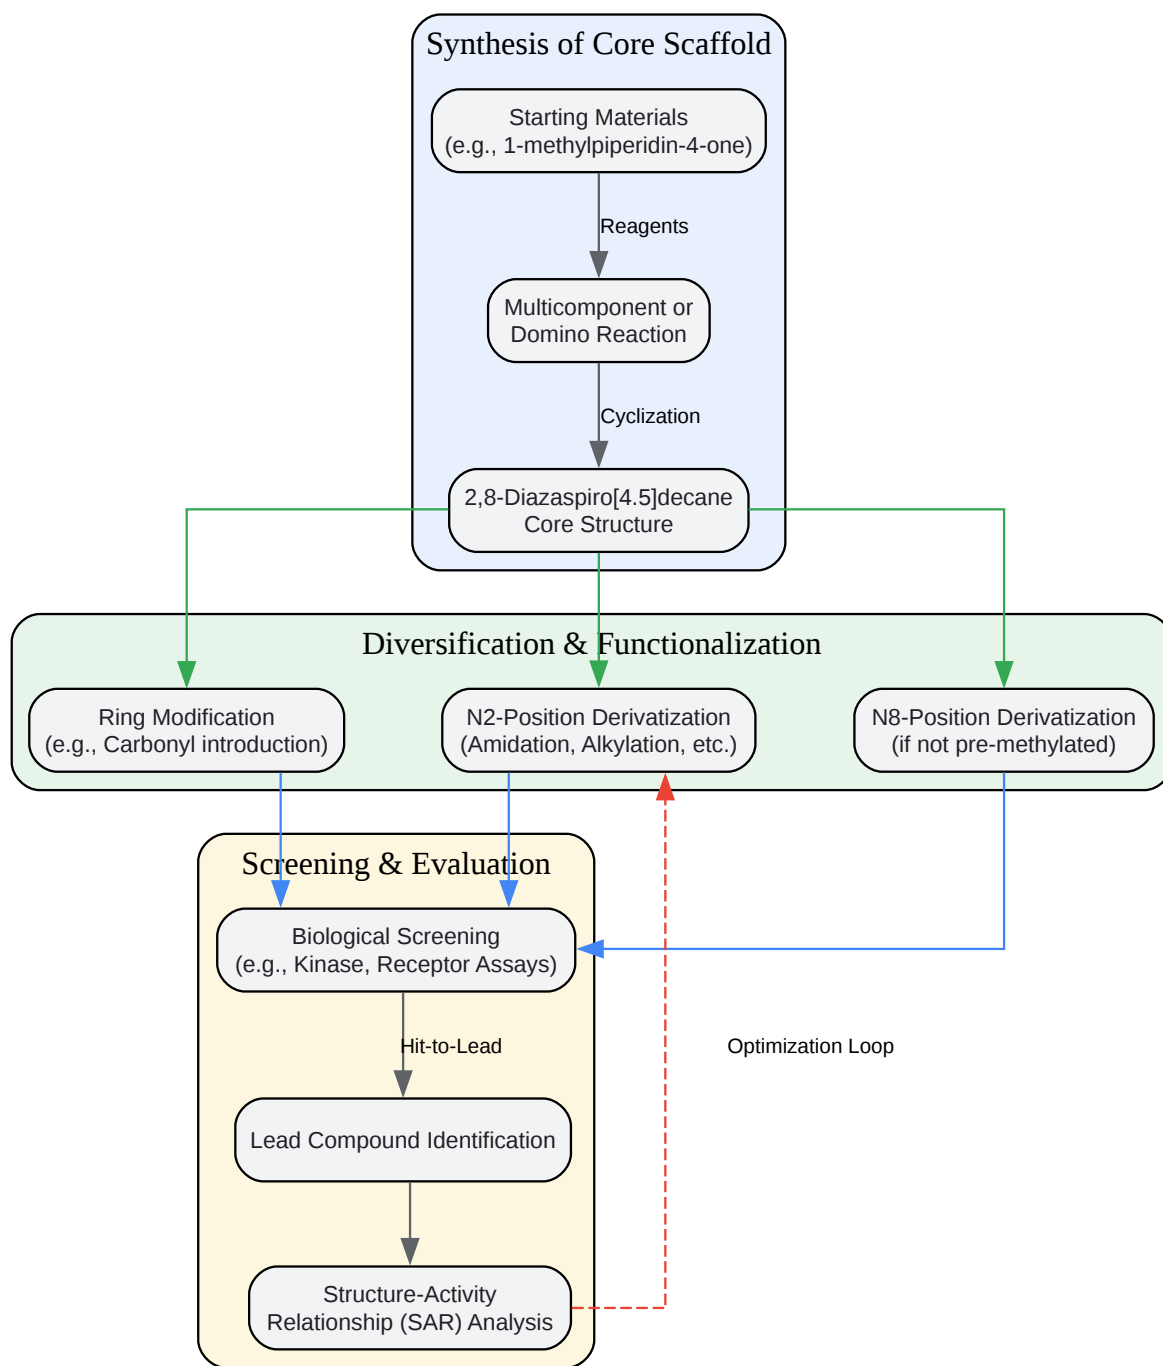 Synthesis of Core Scaffold
Starting Materials
(e.g., 1-methylpiperidin-4-one)
Reagents
Multicomponent or
Domino Reaction
Cyclization
2,8-Diazaspiro[4.5]decane
Core Structure
Diversification & Functionalization
Ring Modification
(e.g., Carbonyl introduction)
N2-Position Derivatization
(Amidation, Alkylation, etc.)
N8-Position Derivatization
(if not pre-methylated)
Screening & Evaluation
Biological Screening
(e.g., Kinase, Receptor Assays)
Hit-to-Lead
Optimization Loop
Lead Compound Identification
Structure-Activity
Relationship (SAR) Analysis